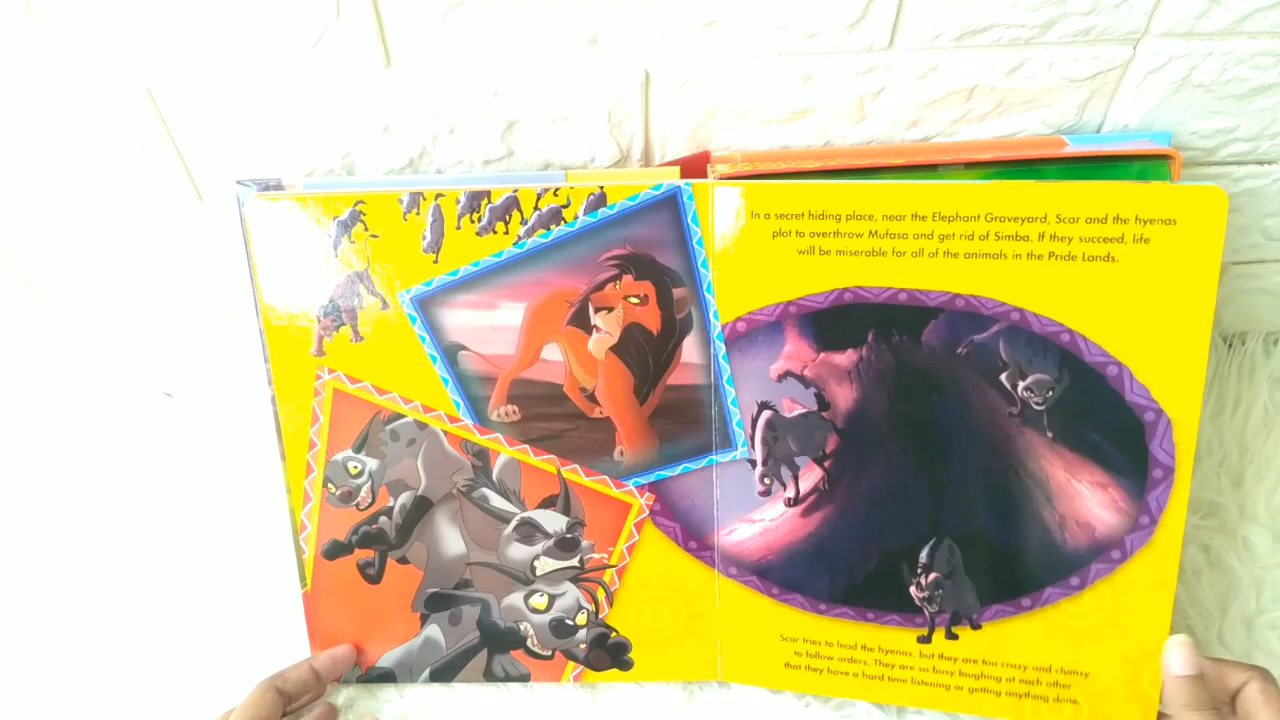 In a secret hiding place, near the Elephant Graveyard, Scar and the hyenas
plot to overthrow Mufasa and get rid of Simba. If they succeed, life
will be miserable for all of the animals in the Pride Lands.
Scar tries to lead the hyenas, but they are too crazy and clumsy
to follow orders. They are so busy laughing at each other
that they have a hard time listening or getting anything done.